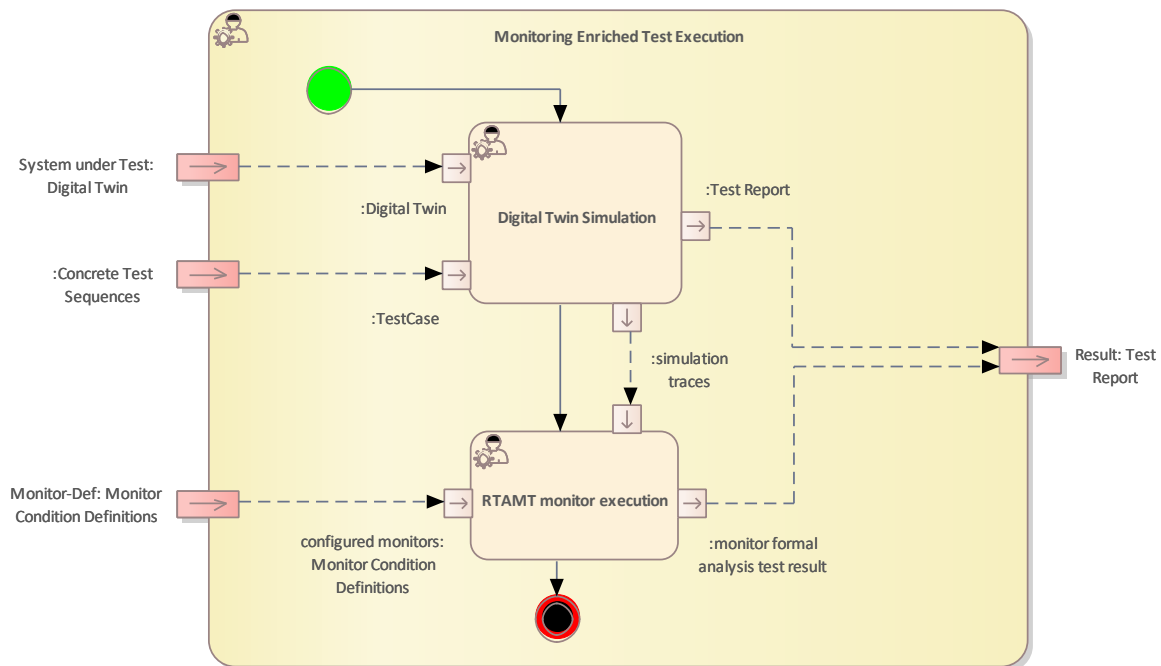 Monitoring Enriched Test Execution
System under Test:
Digital Twin
:Digital Twin
Digital Twin Simulation
:Test Report
:Concrete Test
Sequences
:TestCase
:simulation
traces
Result: Test
Report
Monitor-Def: Monitor
Condition Definitions
RTAMT monitor execution
configured monitors:
Monitor Condition
Definitions
:monitor formal
analysis test result